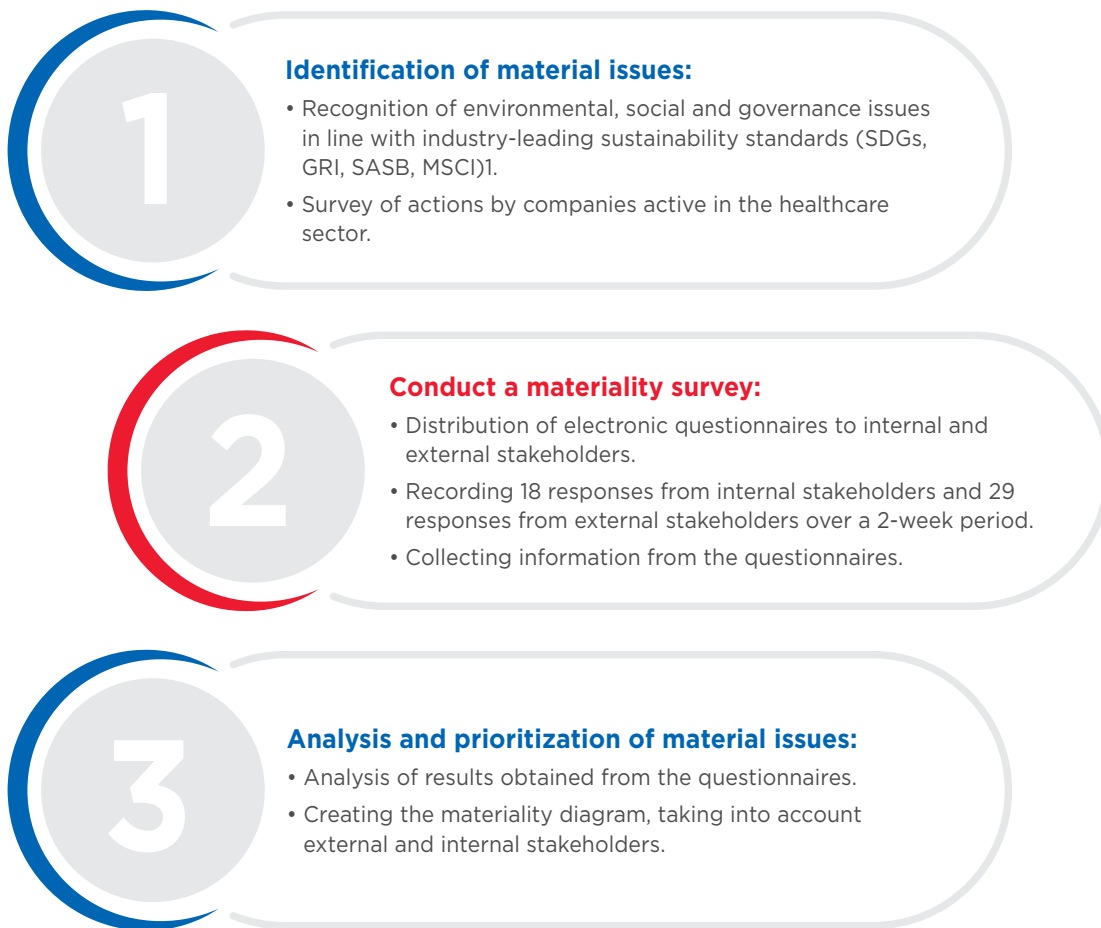 1
Identification of material issues:
• Recognition of environmental, social and governance issues
in line with industry-leading sustainability standards (SDGs,
GRI, SASB, MSCI)1.
• Survey of actions by companies active in the healthcare
sector.
2
Conduct a materiality survey:
• Distribution of electronic questionnaires to internal and
external stakeholders.
• Recording 18 responses from internal stakeholders and 29
responses from external stakeholders over a 2-week period.
• Collecting information from the questionnaires.
3
Analysis and prioritization of material issues:
• Analysis of results obtained from the questionnaires.
• Creating the materiality diagram, taking into account
external and internal stakeholders.